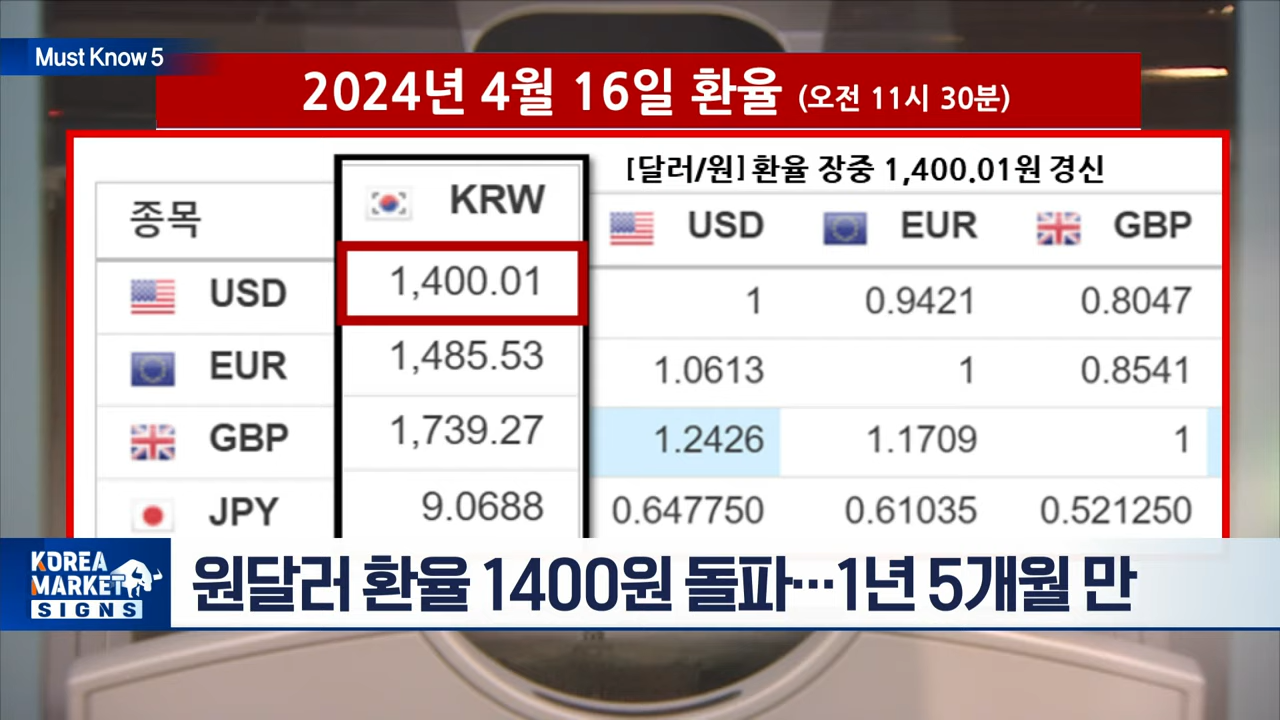 Must Know 5
2024년 4월 16일 환율 (오전 11시 30분)
[달러/원] 환율 장중 1,400.01원 경신
종목 KRW USD EUR GBP
USD 1,400.01 1 0.9421 0.8047
EUR 1,485.53 1.0613 1 0.8541
GBP 1,739.27 1.2426 1.1709 1
JPY 9.0688 0.647750 0.61035 0.521250
KOREA
MARKET
SIGNS
원달러 환율 1400원 돌파…1년 5개월 만